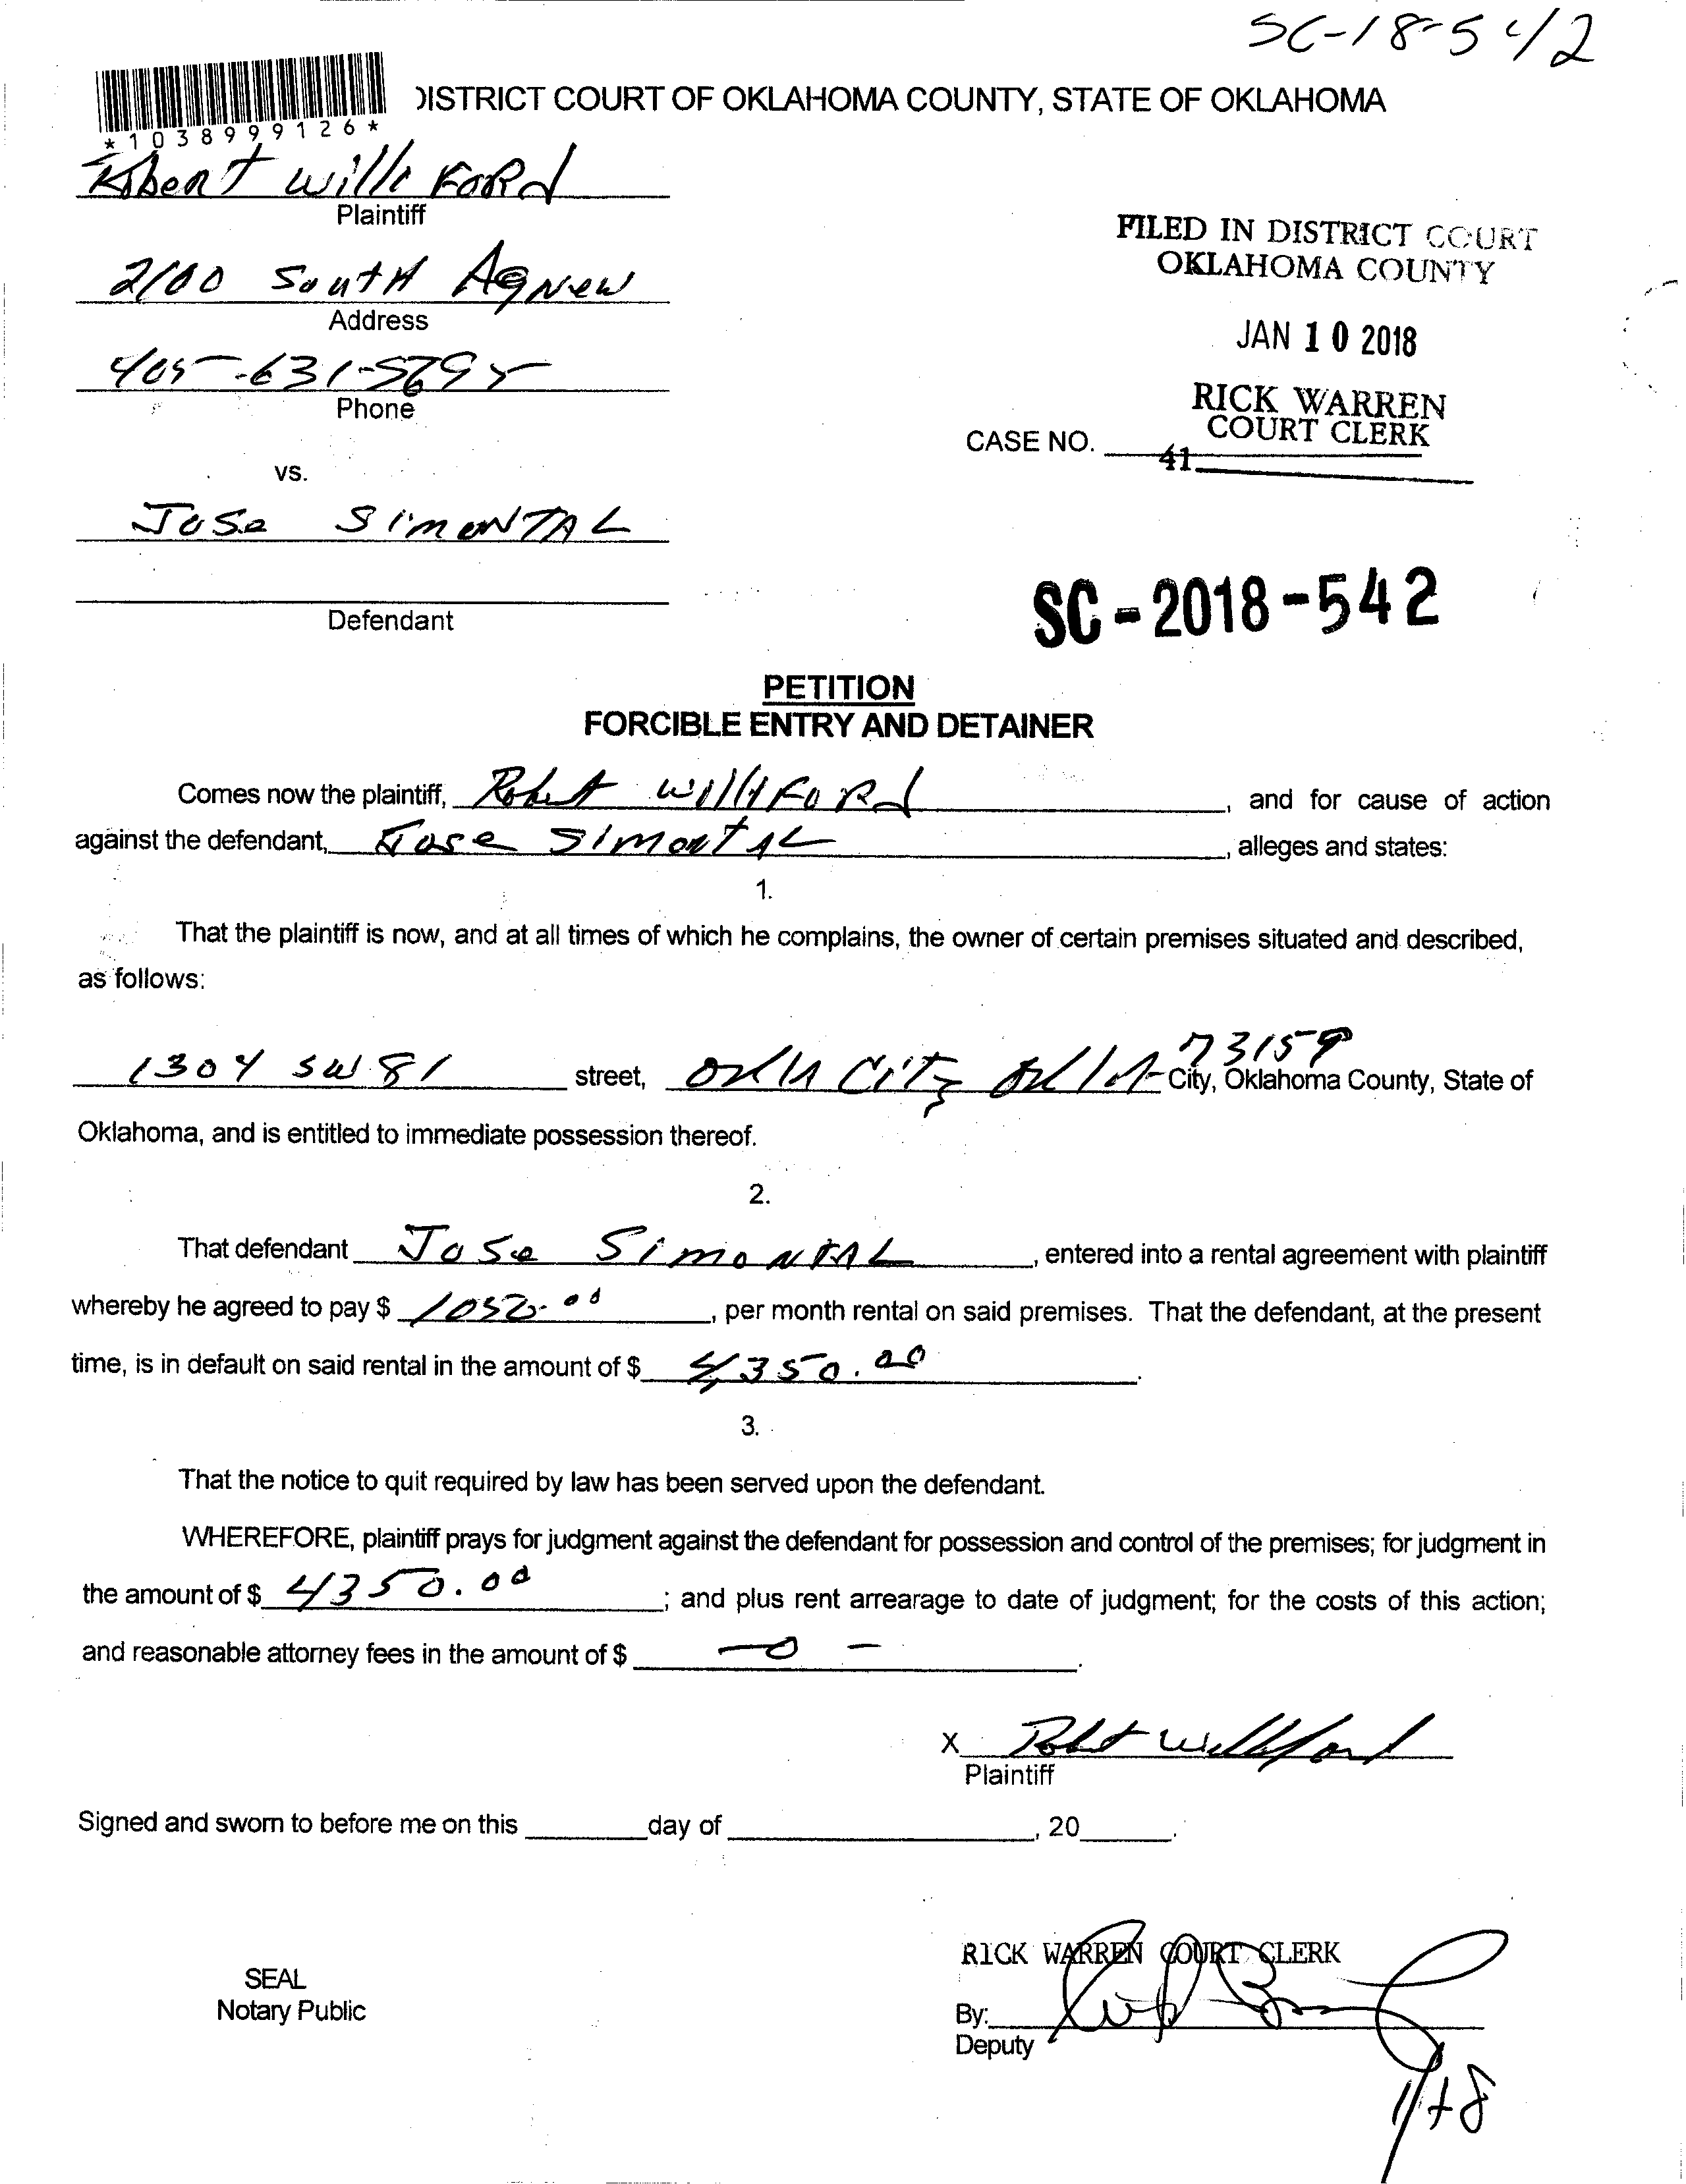 SC-18-542
*1038999126*
DISTRICT COURT OF OKLAHOMA COUNTY, STATE OF OKLAHOMA
Robert Williford
Plaintiff
2100 South Agnew
Address
405-631-5695
Phone
vs.
Jose Simontal
Defendant
FILED IN DISTRICT COURT
OKLAHOMA COUNTY
JAN 10 2018
RICK WARREN
COURT CLERK
CASE NO. 41
SC-2018-542
PETITION
FORCIBLE ENTRY AND DETAINER
Comes now the plaintiff, Robert Williford, and for cause of action
against the defendant, Jose Simontal, alleges and states:
1.
That the plaintiff is now, and at all times of which he complains, the owner of certain premises situated and described,
as follows:
1304 SW 81 street, Okla City Okla 73159 City, Oklahoma County, State of
Oklahoma, and is entitled to immediate possession thereof.
2.
That defendant Jose Simontal, entered into a rental agreement with plaintiff
whereby he agreed to pay $ 1050.00, per month rental on said premises. That the defendant, at the present
time, is in default on said rental in the amount of $ 4,350.00.
3.
That the notice to quit required by law has been served upon the defendant.
WHEREFORE, plaintiff prays for judgment against the defendant for possession and control of the premises; for judgment in
the amount of $ 4350.00; and plus rent arrearage to date of judgment; for the costs of this action;
and reasonable attorney fees in the amount of $ -0-.
X Robert Williford
Plaintiff
Signed and sworn to before me on this day of , 20 .
RICK WARREN COURT CLERK
SEAL
Notary Public
By:
Deputy